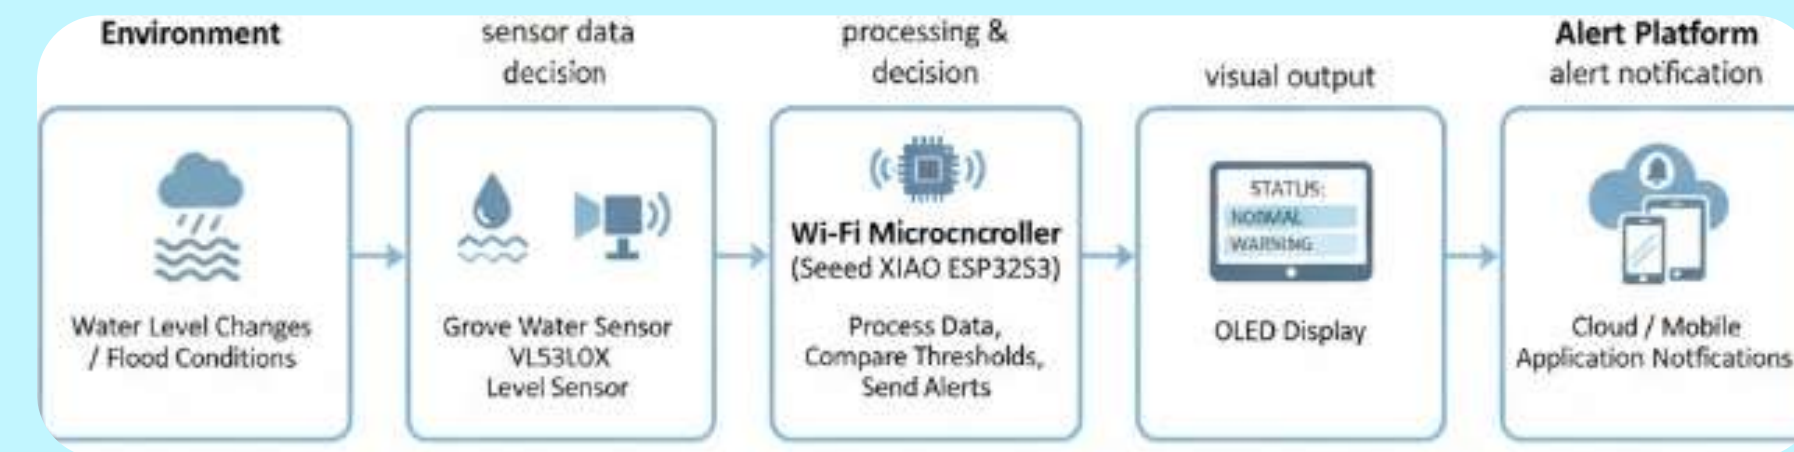 Environment
Water Level Changes
/ Flood Conditions
sensor data
decision
Grove Water Sensor
VL53LOX
Level Sensor
processing &
decision
Wi-Fi Microcncroller
(Seeed XIAO ESP32S3)
Process Data,
Compare Thresholds,
Send Alerts
visual output
STATUS:
NORMAL
WARNING
OLED Display
Alert Platform
alert notfication
Cloud / Mobile
Application Notfications